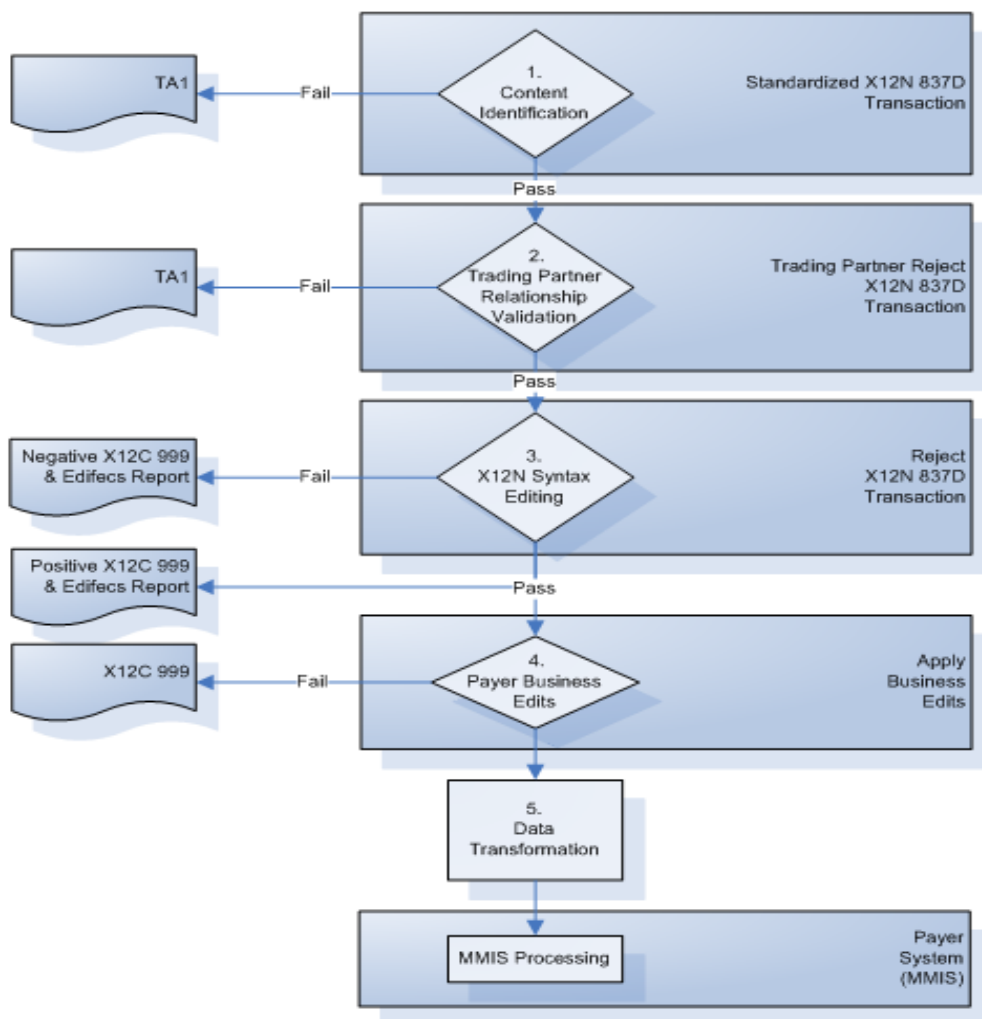 TA1
Fail
1.
Content
Identification
Standardized X12N 837D
Transaction
Pass
TA1
Fail
2.
Trading Partner
Relationship
Validation
Trading Partner Reject
X12N 837D
Transaction
Pass
Negative X12C 999
& Edifecs Report
Fail
3.
X12N Syntax
Editing
Reject
X12N 837D
Transaction
Positive X12C 999
& Edifecs Report
Pass
X12C 999
Fail
4.
Payer Business
Edits
Apply
Business
Edits
5.
Data
Transformation
MMIS Processing
Payer
System
(MMIS)